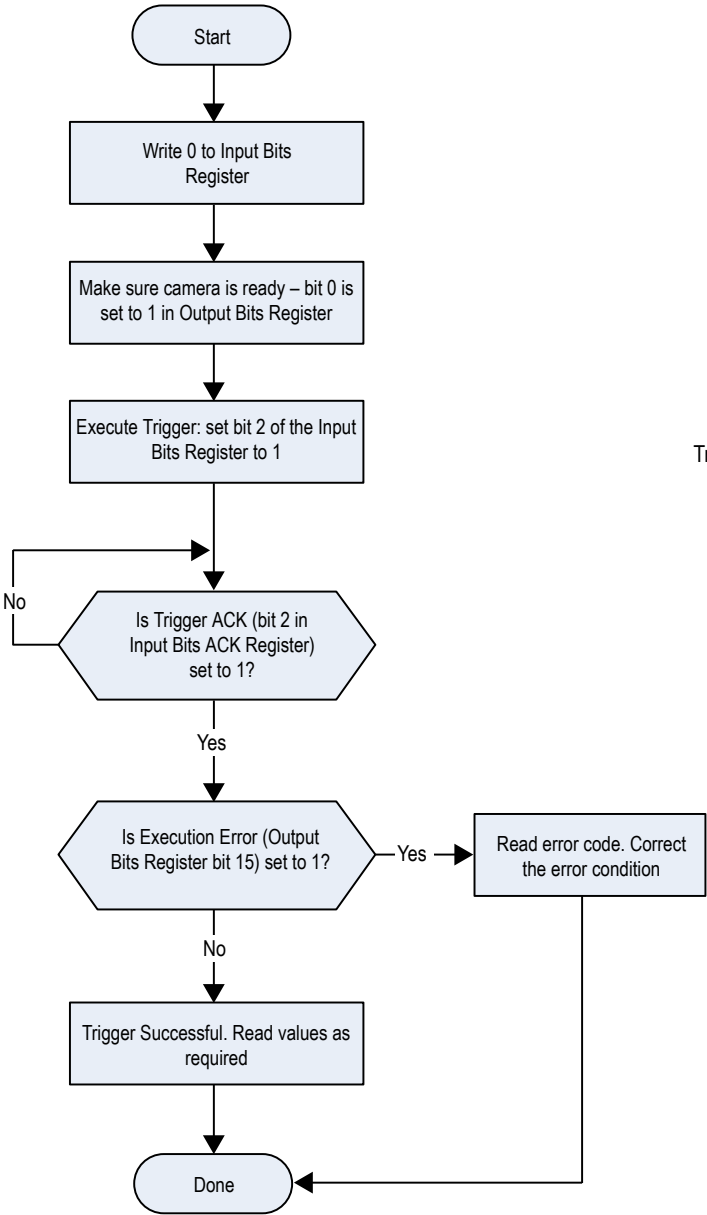 Start
Write 0 to Input Bits
Register
Make sure camera is ready – bit 0 is
set to 1 in Output Bits Register
Execute Trigger: set bit 2 of the Input
Bits Register to 1
No
Is Trigger ACK (bit 2 in
Input Bits ACK Register)
set to 1?
Yes
Is Execution Error (Output
Bits Register bit 15) set to 1?
Yes
Read error code. Correct
the error condition
No
Trigger Successful. Read values as
required
Done